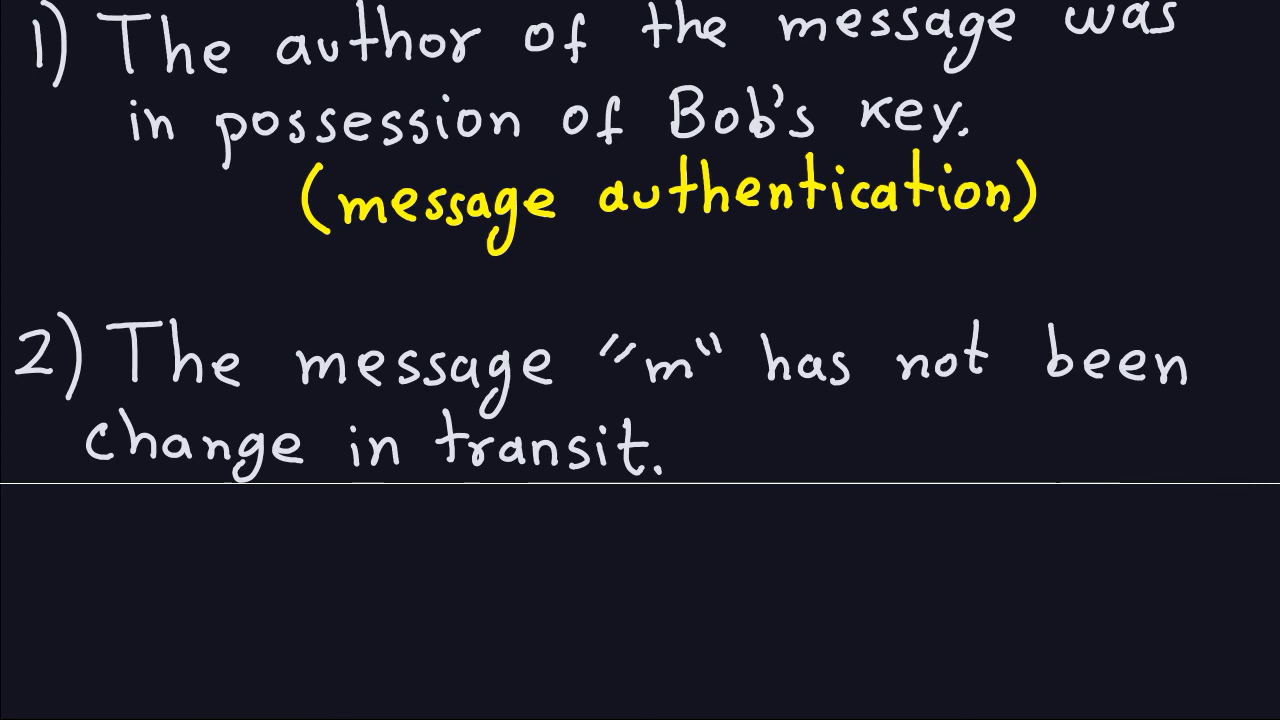 1) The author of the message was
in possession of Bob's key.
(message authentication)
2) The message "m" has not been
change in transit.